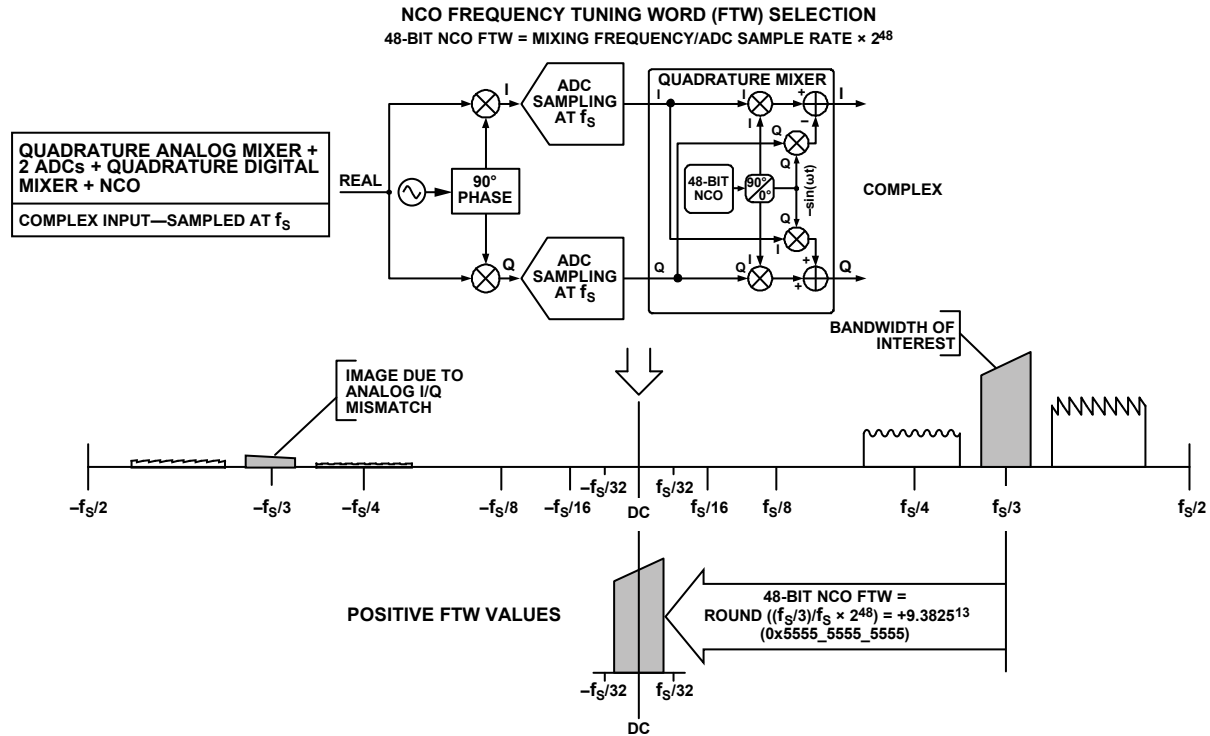 NCO FREQUENCY TUNING WORD (FTW) SELECTION
48-BIT NCO FTW = MIXING FREQUENCY/ADC SAMPLE RATE × 2⁴⁸
QUADRATURE ANALOG MIXER +
2 ADCs + QUADRATURE DIGITAL
MIXER + NCO
COMPLEX INPUT—SAMPLED AT fS
REAL
90°
PHASE
I
ADC
SAMPLING
AT fS
Q
ADC
SAMPLING
AT fS
QUADRATURE MIXER
I
I
I
+
–
I
Q
Q
Q
48-BIT
NCO
90°
0°
–sin(ωt)
COMPLEX
Q
I
+
Q
Q
I
+
Q
BANDWIDTH OF
INTEREST
IMAGE DUE TO
ANALOG I/Q
MISMATCH
–fS/2
–fS/3
–fS/4
–fS/8
–fS/16
–fS/32
DC
fS/32
fS/16
fS/8
fS/4
fS/3
fS/2
POSITIVE FTW VALUES
48-BIT NCO FTW =
ROUND ((fS/3)/fS × 2⁴⁸) = +9.3825¹³
(0x5555_5555_5555)
–fS/32
fS/32
DC